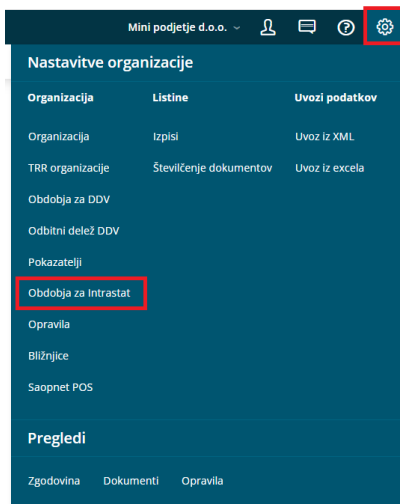 Mini podjetje d.o.o.
Nastavitve organizacije
Organizacija Listine Uvozi podatkov
Organizacija Izpisi Uvoz iz XML
TRR organizacije Številčenje dokumentov Uvoz iz excela
Obdobja za DDV
Odbitni delež DDV
Pokazatelji
Obdobja za Intrastat
Opravila
Bližnjice
Saopnet POS
Pregledi
Zgodovina Dokumenti Opravila